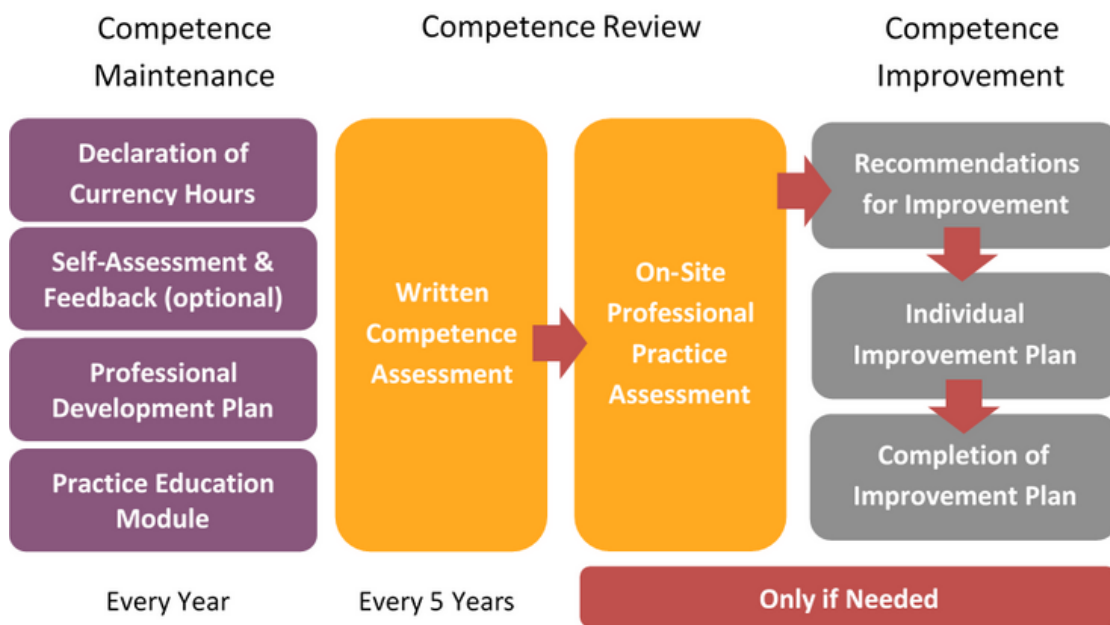 Competence
Maintenance
Competence Review
Competence
Improvement
Declaration of
Currency Hours
Self-Assessment &
Feedback (optional)
Professional
Development Plan
Practice Education
Module
Written
Competence
Assessment
On-Site
Professional
Practice
Assessment
Recommendations
for Improvement
Individual
Improvement Plan
Completion of
Improvement Plan
Every Year
Every 5 Years
Only if Needed